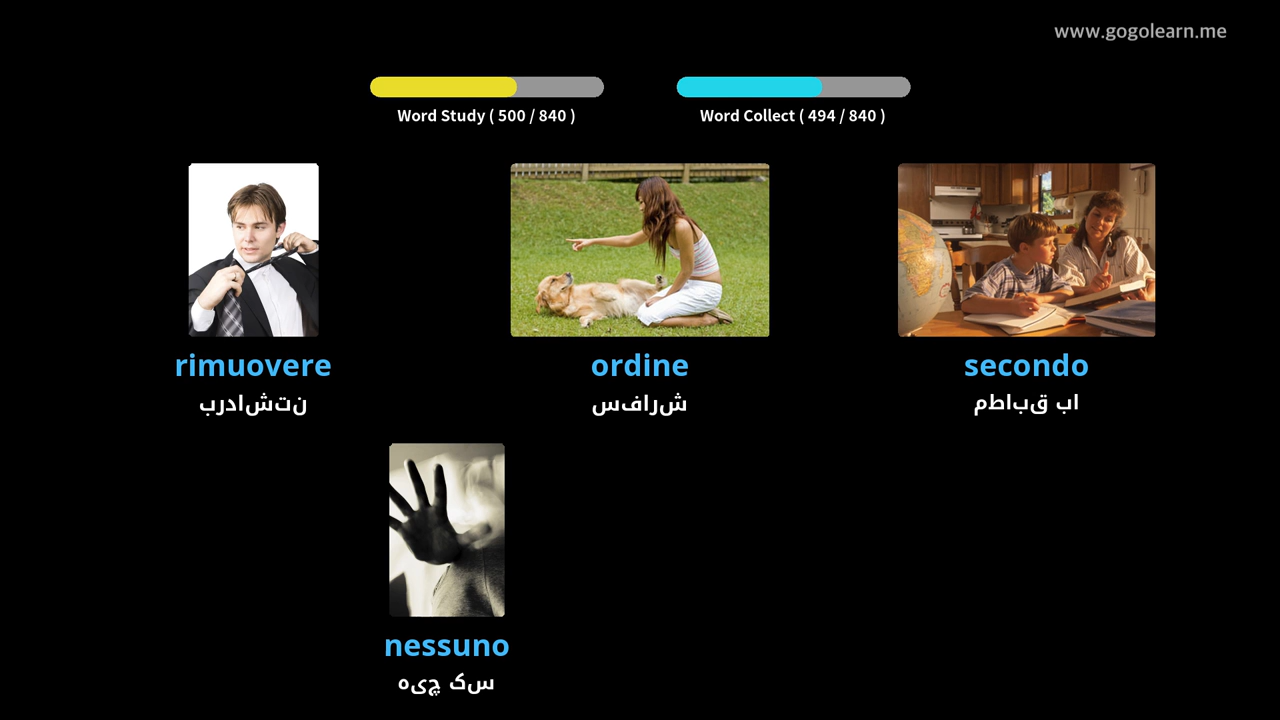 www.gogolearn.me
Word Study ( 500 / 840 )
Word Collect ( 494 / 840 )
rimuovere
نتشادرب
ordine
شرافس
secondo
اب قباطم
nessuno
سک چیه